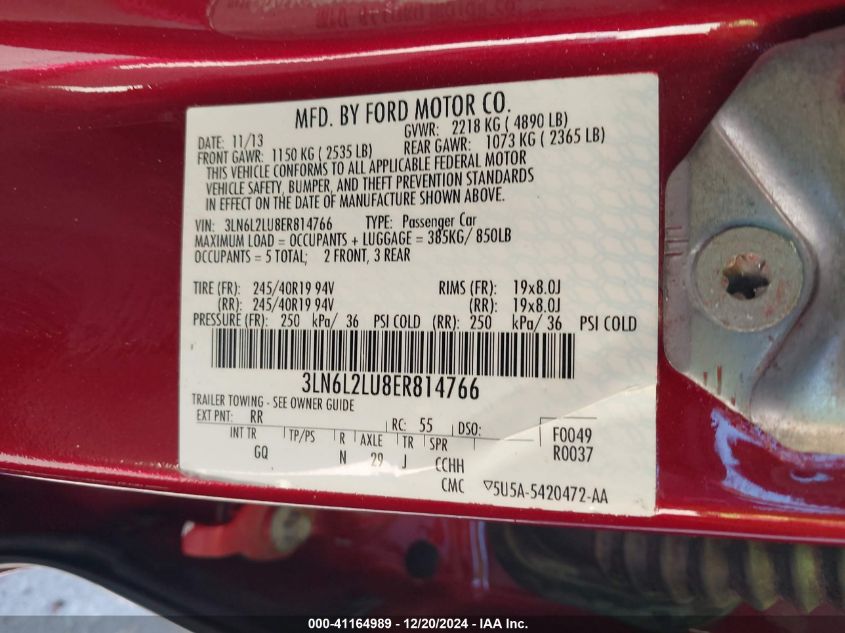 MFD. BY FORD MOTOR CO.
DATE: 11/13 GVWR: 2218 KG ( 4890 LB)
FRONT GAWR: 1150 KG ( 2535 LB) REAR GAWR: 1073 KG ( 2365 LB)
THIS VEHICLE CONFORMS TO ALL APPLICABLE FEDERAL MOTOR
VEHICLE SAFETY, BUMPER, AND THEFT PREVENTION STANDARDS
IN EFFECT ON THE DATE OF MANUFACTURE SHOWN ABOVE.
VIN: 3LN6L2LU8ER814766 TYPE: Passenger Car
MAXIMUM LOAD = OCCUPANTS + LUGGAGE = 385KG/ 850LB
OCCUPANTS = 5 TOTAL; 2 FRONT, 3 REAR
TIRE (FR): 245/40R19 94V RIMS (FR): 19x8.0J
(RR): 245/40R19 94V (RR): 19x8.0J
PRESSURE (FR): 250 kPa/ 36 PSI COLD (RR): 250 kPa/ 36 PSI COLD
3LN6L2LU8ER814766
TRAILER TOWING - SEE OWNER GUIDE
EXT PNT: RR RC: 55 DSO: F0049
INT TR TP/PS R AXLE TR SPR R0037
GQ N 29 J CCHH
CMC ▽5U5A-5420472-AA
000-41164989 - 12/20/2024 - IAA Inc.